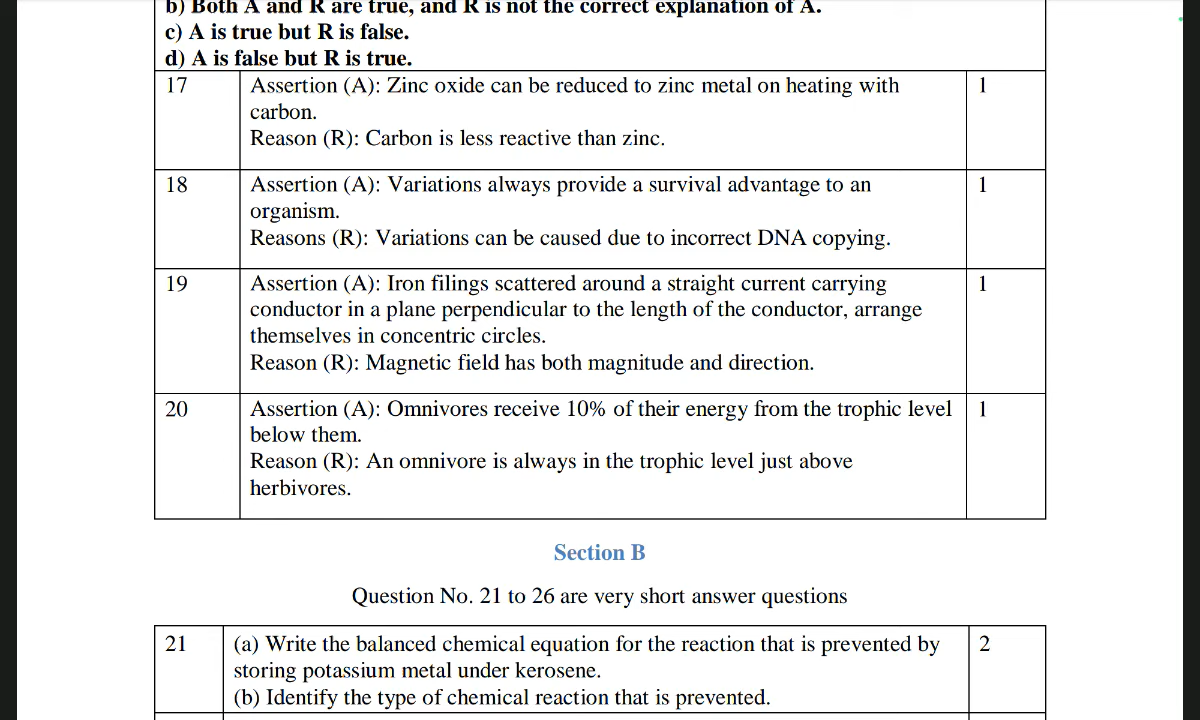 b) Both A and R are true, and R is not the correct explanation of A.
c) A is true but R is false.
d) A is false but R is true.
17 Assertion (A): Zinc oxide can be reduced to zinc metal on heating with 1
carbon.
Reason (R): Carbon is less reactive than zinc.
18 Assertion (A): Variations always provide a survival advantage to an 1
organism.
Reasons (R): Variations can be caused due to incorrect DNA copying.
19 Assertion (A): Iron filings scattered around a straight current carrying 1
conductor in a plane perpendicular to the length of the conductor, arrange
themselves in concentric circles.
Reason (R): Magnetic field has both magnitude and direction.
20 Assertion (A): Omnivores receive 10% of their energy from the trophic level 1
below them.
Reason (R): An omnivore is always in the trophic level just above
herbivores.
Section B
Question No. 21 to 26 are very short answer questions
21 (a) Write the balanced chemical equation for the reaction that is prevented by 2
storing potassium metal under kerosene.
(b) Identify the type of chemical reaction that is prevented.